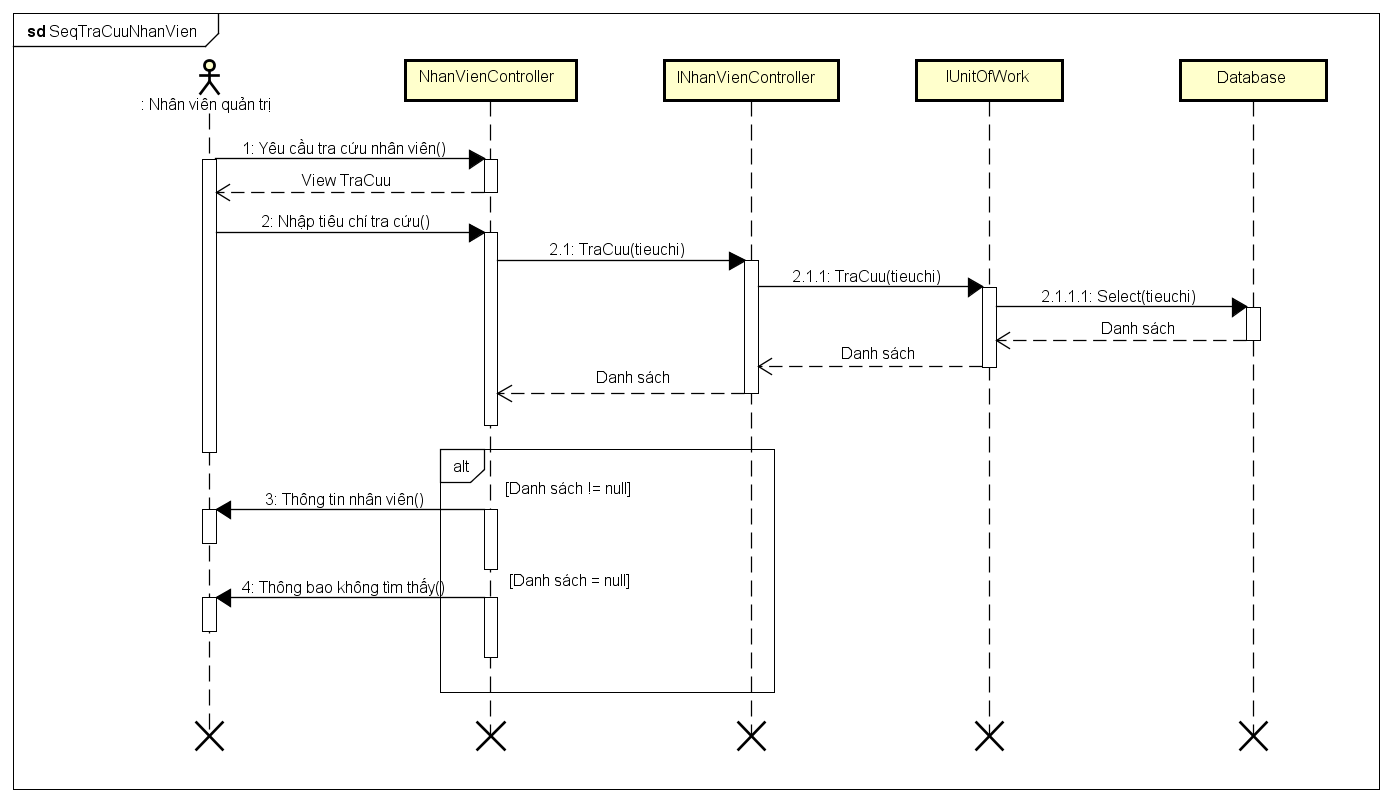 sd SeqTraCuuNhanVien
: Nhân viên quản trị
NhanVienController
INhanVienController
IUnitOfWork
Database
1: Yêu cầu tra cứu nhân viên()
View TraCuu
2: Nhập tiêu chí tra cứu()
2.1: TraCuu(tieuchi)
2.1.1: TraCuu(tieuchi)
2.1.1.1: Select(tieuchi)
Danh sách
Danh sách
Danh sách
alt
[Danh sách != null]
3: Thông tin nhân viên()
[Danh sách = null]
4: Thông bao không tìm thấy()